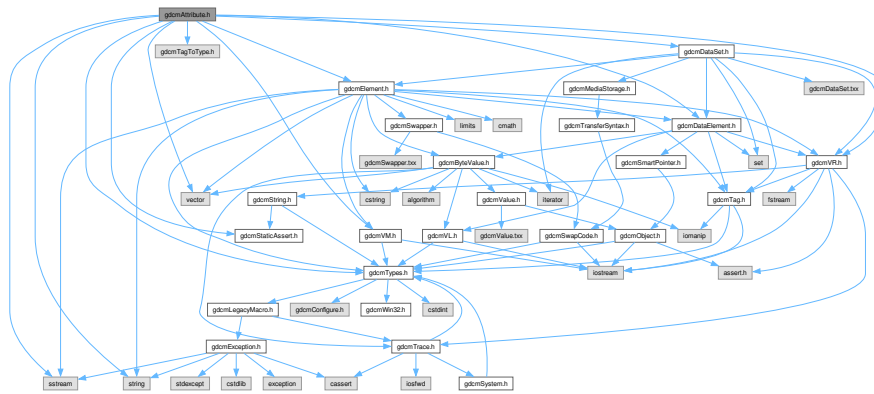 gdcmAttribute.h
gdcmTagToType.h
gdcmDataSet.h
gdcmElement.h
gdcmMediaStorage.h
gdcmDataSet.txx
gdcmSwapper.h
limits
cmath
gdcmTransferSyntax.h
gdcmDataElement.h
gdcmSwapper.txx
gdcmByteValue.h
gdcmSmartPointer.h
set
gdcmVR.h
vector
gdcmString.h
cstring
algorithm
gdcmValue.h
iterator
gdcmTag.h
fstream
gdcmStaticAssert.h
gdcmVM.h
gdcmVL.h
gdcmValue.txx
gdcmSwapCode.h
gdcmObject.h
iomanip
gdcmTypes.h
iostream
assert.h
gdcmLegacyMacro.h
gdcmConfigure.h
gdcmWin32.h
cstdint
gdcmException.h
gdcmTrace.h
sstream
string
stdexcept
cstdlib
exception
cassert
iosfwd
gdcmSystem.h